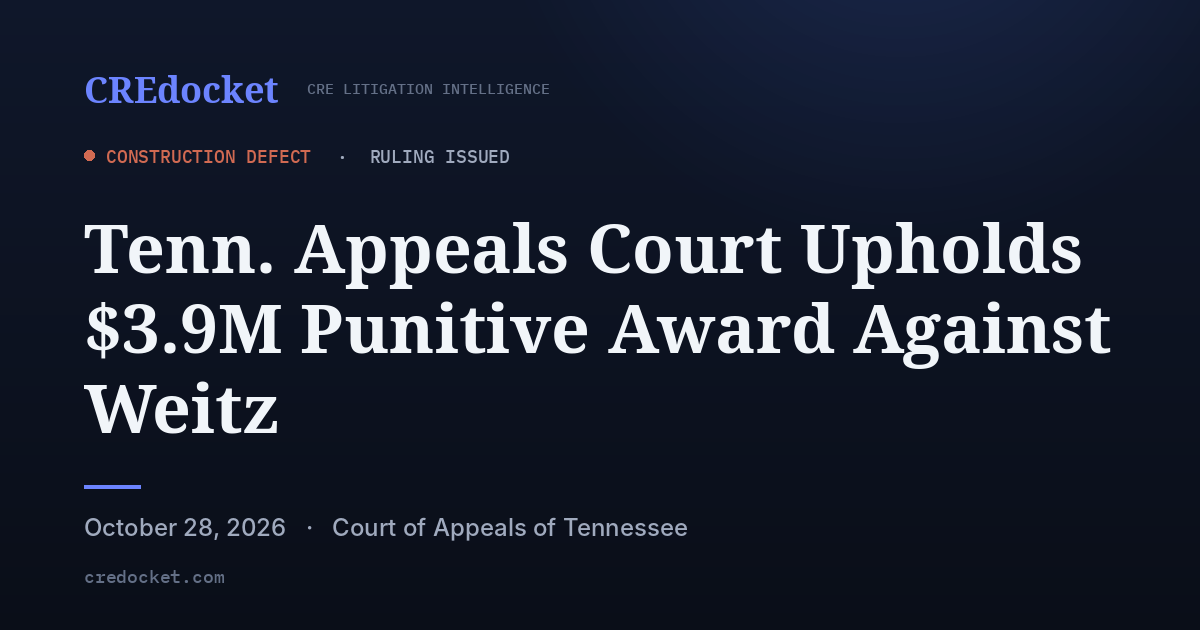 CREdocket CRE LITIGATION INTELLIGENCE
CONSTRUCTION DEFECT · RULING ISSUED
Tenn. Appeals Court Upholds
$3.9M Punitive Award Against
Weitz
October 28, 2026 · Court of Appeals of Tennessee
credocket.com